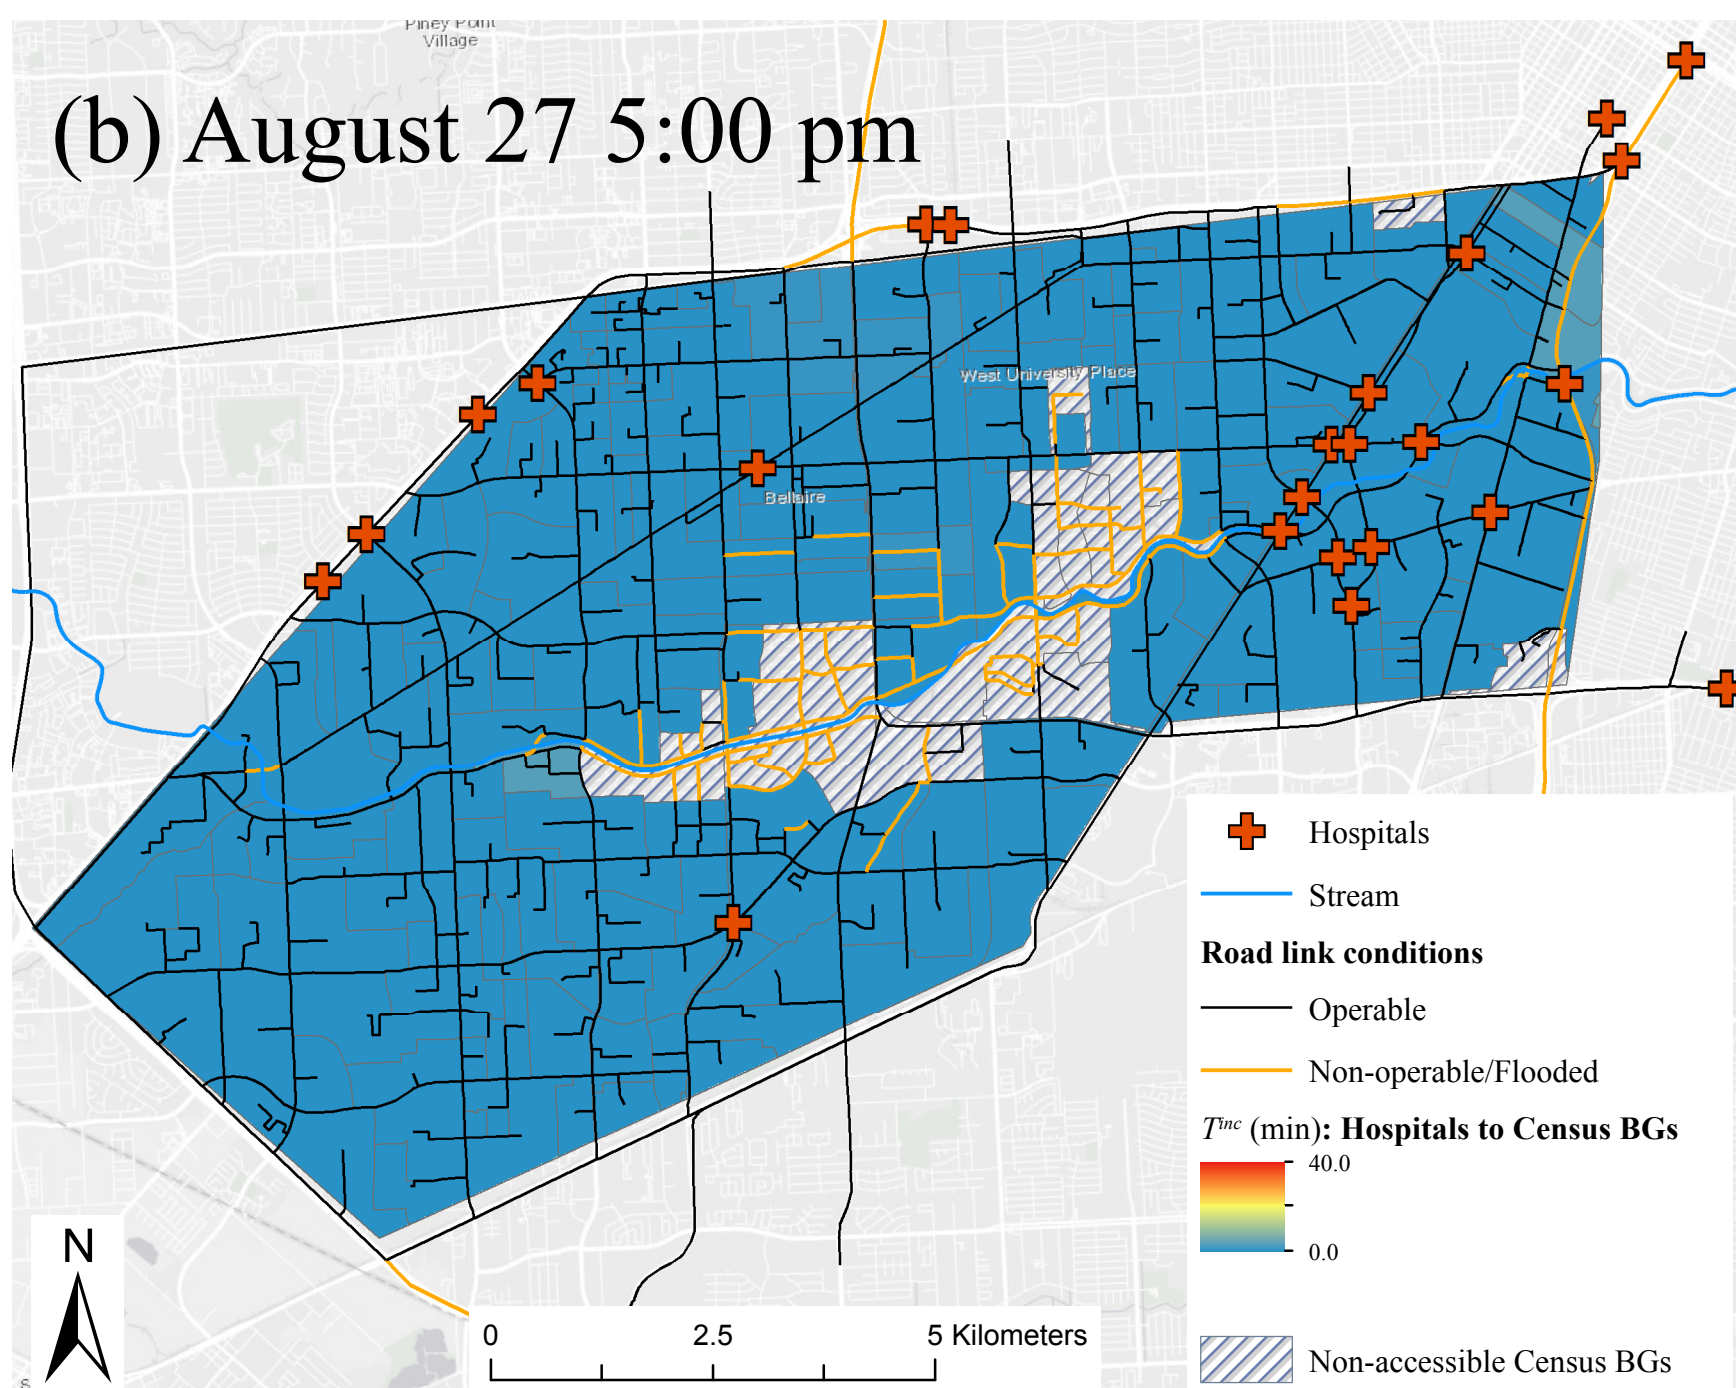 Piney Point
Village
(b) August 27 5:00 pm
West University Place
Bellaire
Hospitals
Stream
Road link conditions
Operable
Non-operable/Flooded
Tinc (min): Hospitals to Census BGs
40.0
0.0
Non-accessible Census BGs
N
0 2.5 5 Kilometers